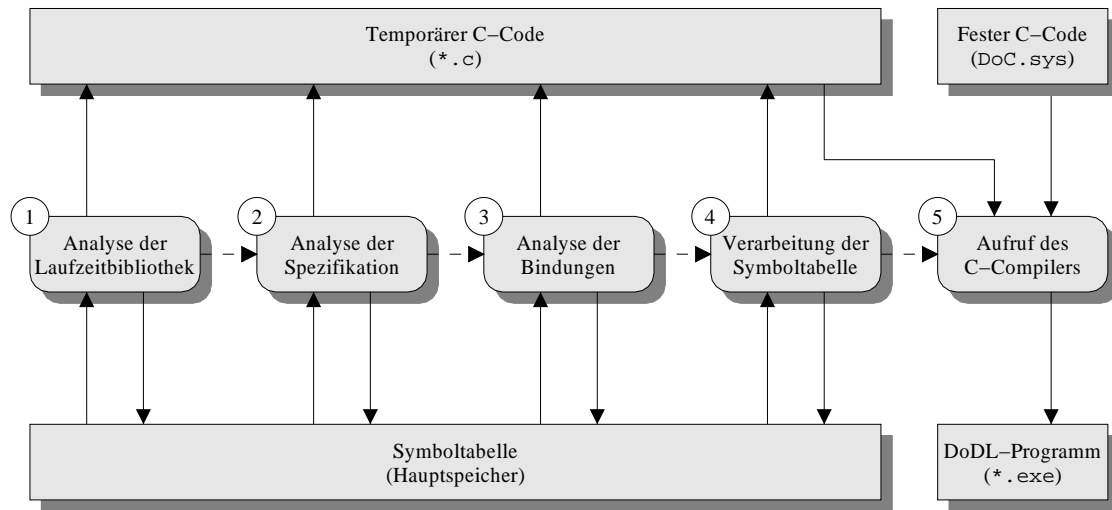 Temporärer C–Code
(*.c)
Fester C–Code
(DoC.sys)
1
Analyse der
Laufzeitbibliothek
2
Analyse der
Spezifikation
3
Analyse der
Bindungen
4
Verarbeitung der
Symboltabelle
5
Aufruf des
C–Compilers
Symboltabelle
(Hauptspeicher)
DoDL–Programm
(*.exe)